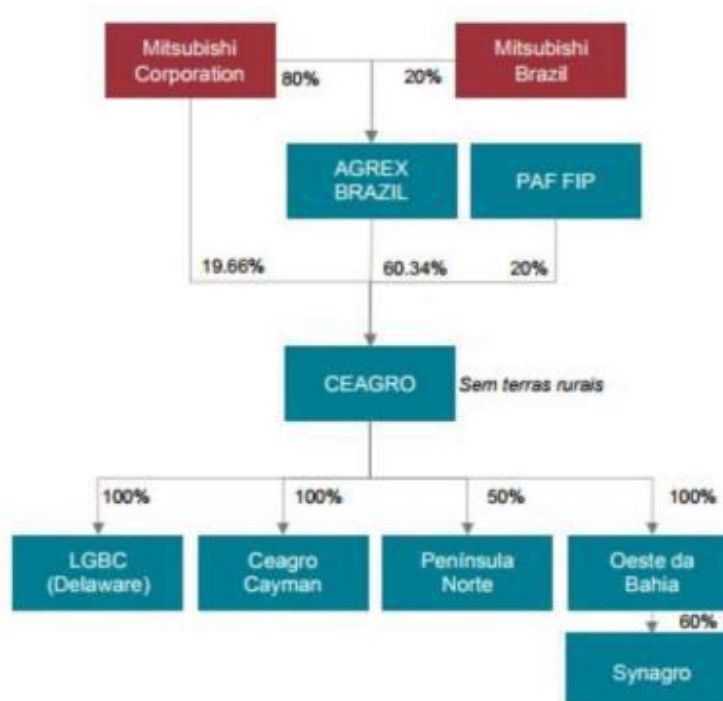 Mitsubishi
Corporation
Mitsubishi
Brazil
80%
20%
AGREX
BRAZIL
PAF FIP
19.66%
60.34%
20%
CEAGRO
Sem terras rurais
100%
100%
50%
100%
LGBC
(Delaware)
Ceagro
Cayman
Península
Norte
Oeste da
Bahia
60%
Synagro